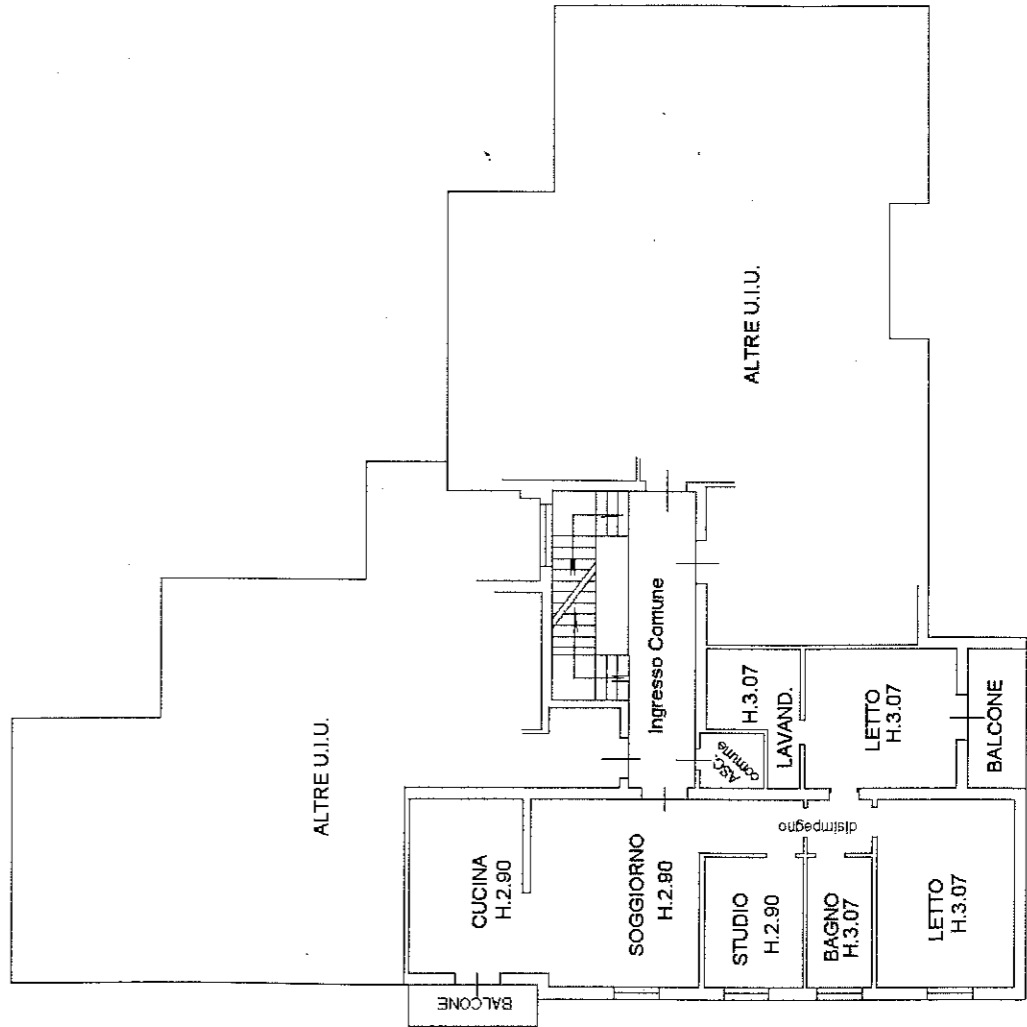 ALTRE U.I.U.
ALTRE U.I.U.
Ingresso Comune
ASC.
comune
H.3.07
LAVAND.
LETTO
H.3.07
BALCONE
CUCINA
H.2.90
SOGGIORNO
H.2.90
disimpegno
STUDIO
H.2.90
BAGNO
H.3.07
LETTO
H.3.07
BALCONE